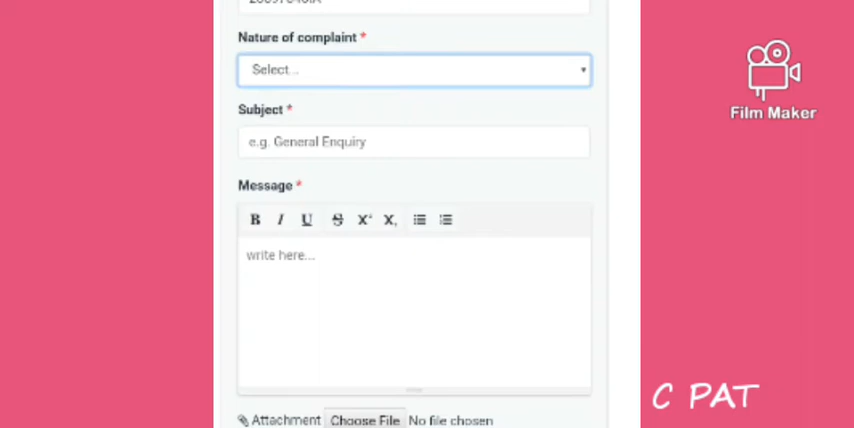 Nature of complaint *
Select...
Subject *
e.g. General Enquiry
Message *
B I U S X² X,
write here...
Attachment Choose File No file chosen
Film Maker
C PAT